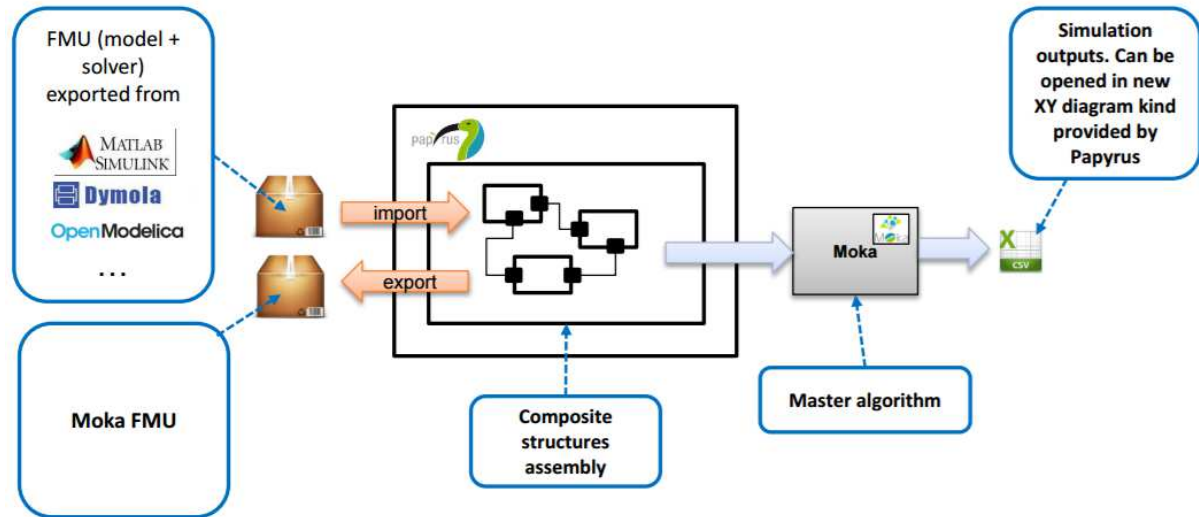 FMU (model +
solver)
exported from
MATLAB
SIMULINK
Dymola
OpenModelica
...
Moka FMU
import
export
papyrus
Composite
structures
assembly
Moka
Moka
Master algorithm
X
CSV
Simulation
outputs. Can be
opened in new
XY diagram kind
provided by
Papyrus